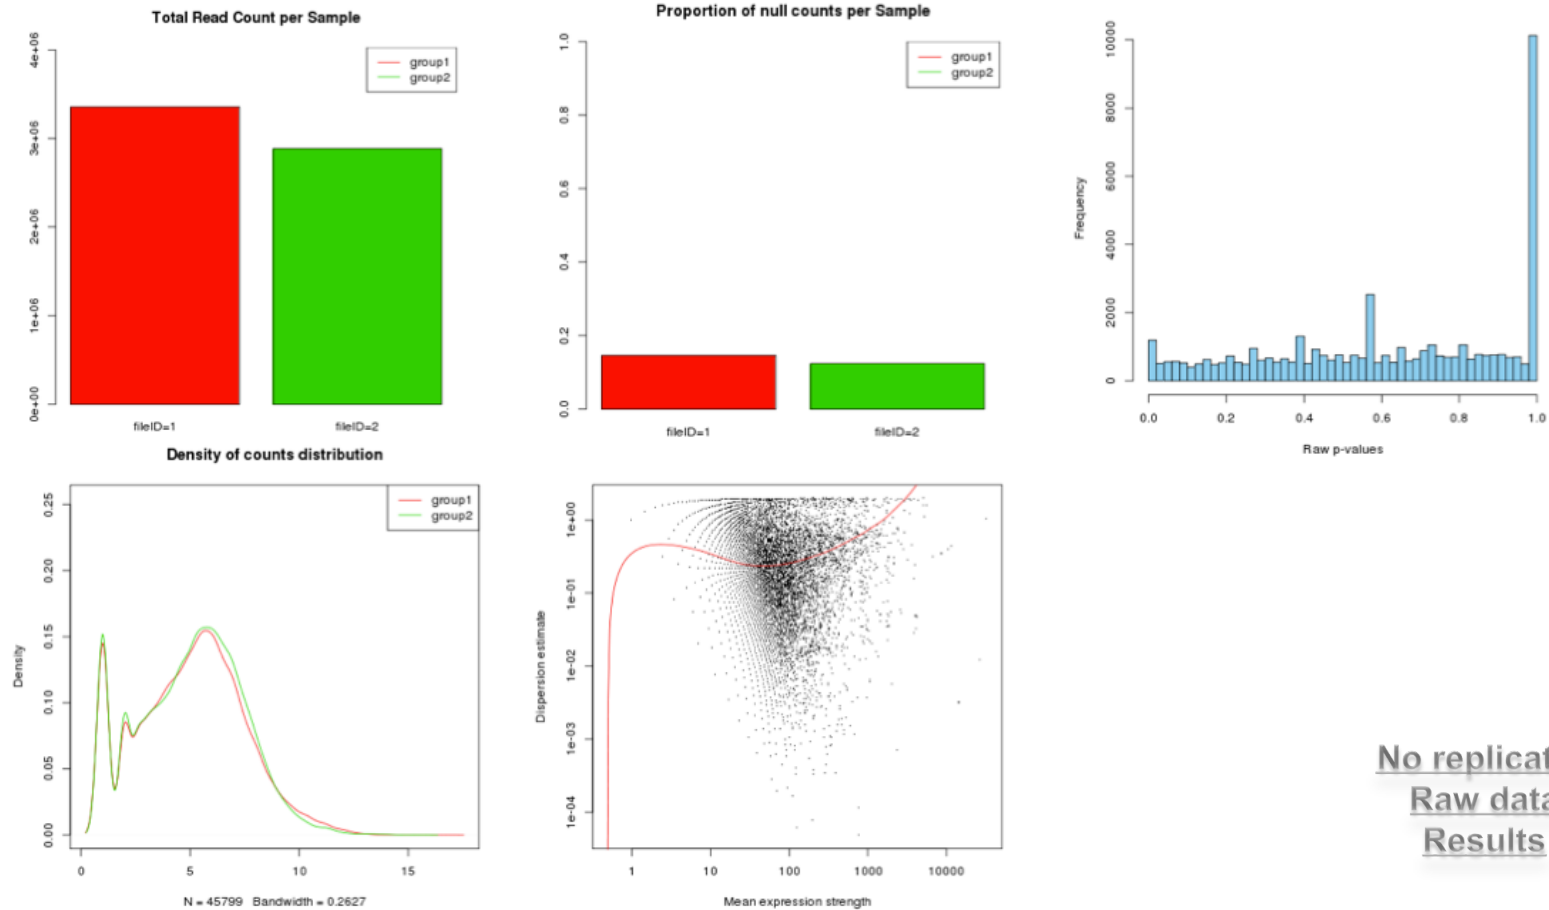 Total Read Count per Sample
group1
group2
4e+06
3e+06
2e+06
1e+06
0e+00
fileID=1
fileID=2
Proportion of null counts per Sample
group1
group2
1.0
0.8
0.6
0.4
0.2
0.0
fileID=1
fileID=2
Frequency
10000
8000
6000
4000
2000
0
0.0
0.2
0.4
0.6
0.8
1.0
Raw p-values
Density of counts distribution
group1
group2
Density
0.25
0.20
0.15
0.10
0.05
0.00
0
5
10
15
N = 45799 Bandwidth = 0.2627
Dispersion estimate
1e+00
1e-01
1e-02
1e-03
1e-04
1
10
100
1000
10000
Mean expression strength
No replicat
Raw data
Results